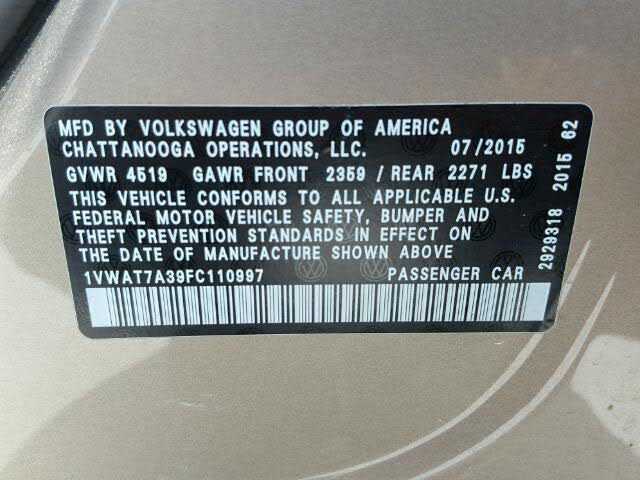 MFD BY VOLKSWAGEN GROUP OF AMERICA
CHATTANOOGA OPERATIONS, LLC. 07/2015
GVWR 4519 GAWR FRONT 2359 / REAR 2271 LBS
THIS VEHICLE CONFORMS TO ALL APPLICABLE U.S.
FEDERAL MOTOR VEHICLE SAFETY, BUMPER AND
THEFT PREVENTION STANDARDS IN EFFECT ON
THE DATE OF MANUFACTURE SHOWN ABOVE
1VWAT7A39FC110997 PASSENGER CAR
2929318 2015 62